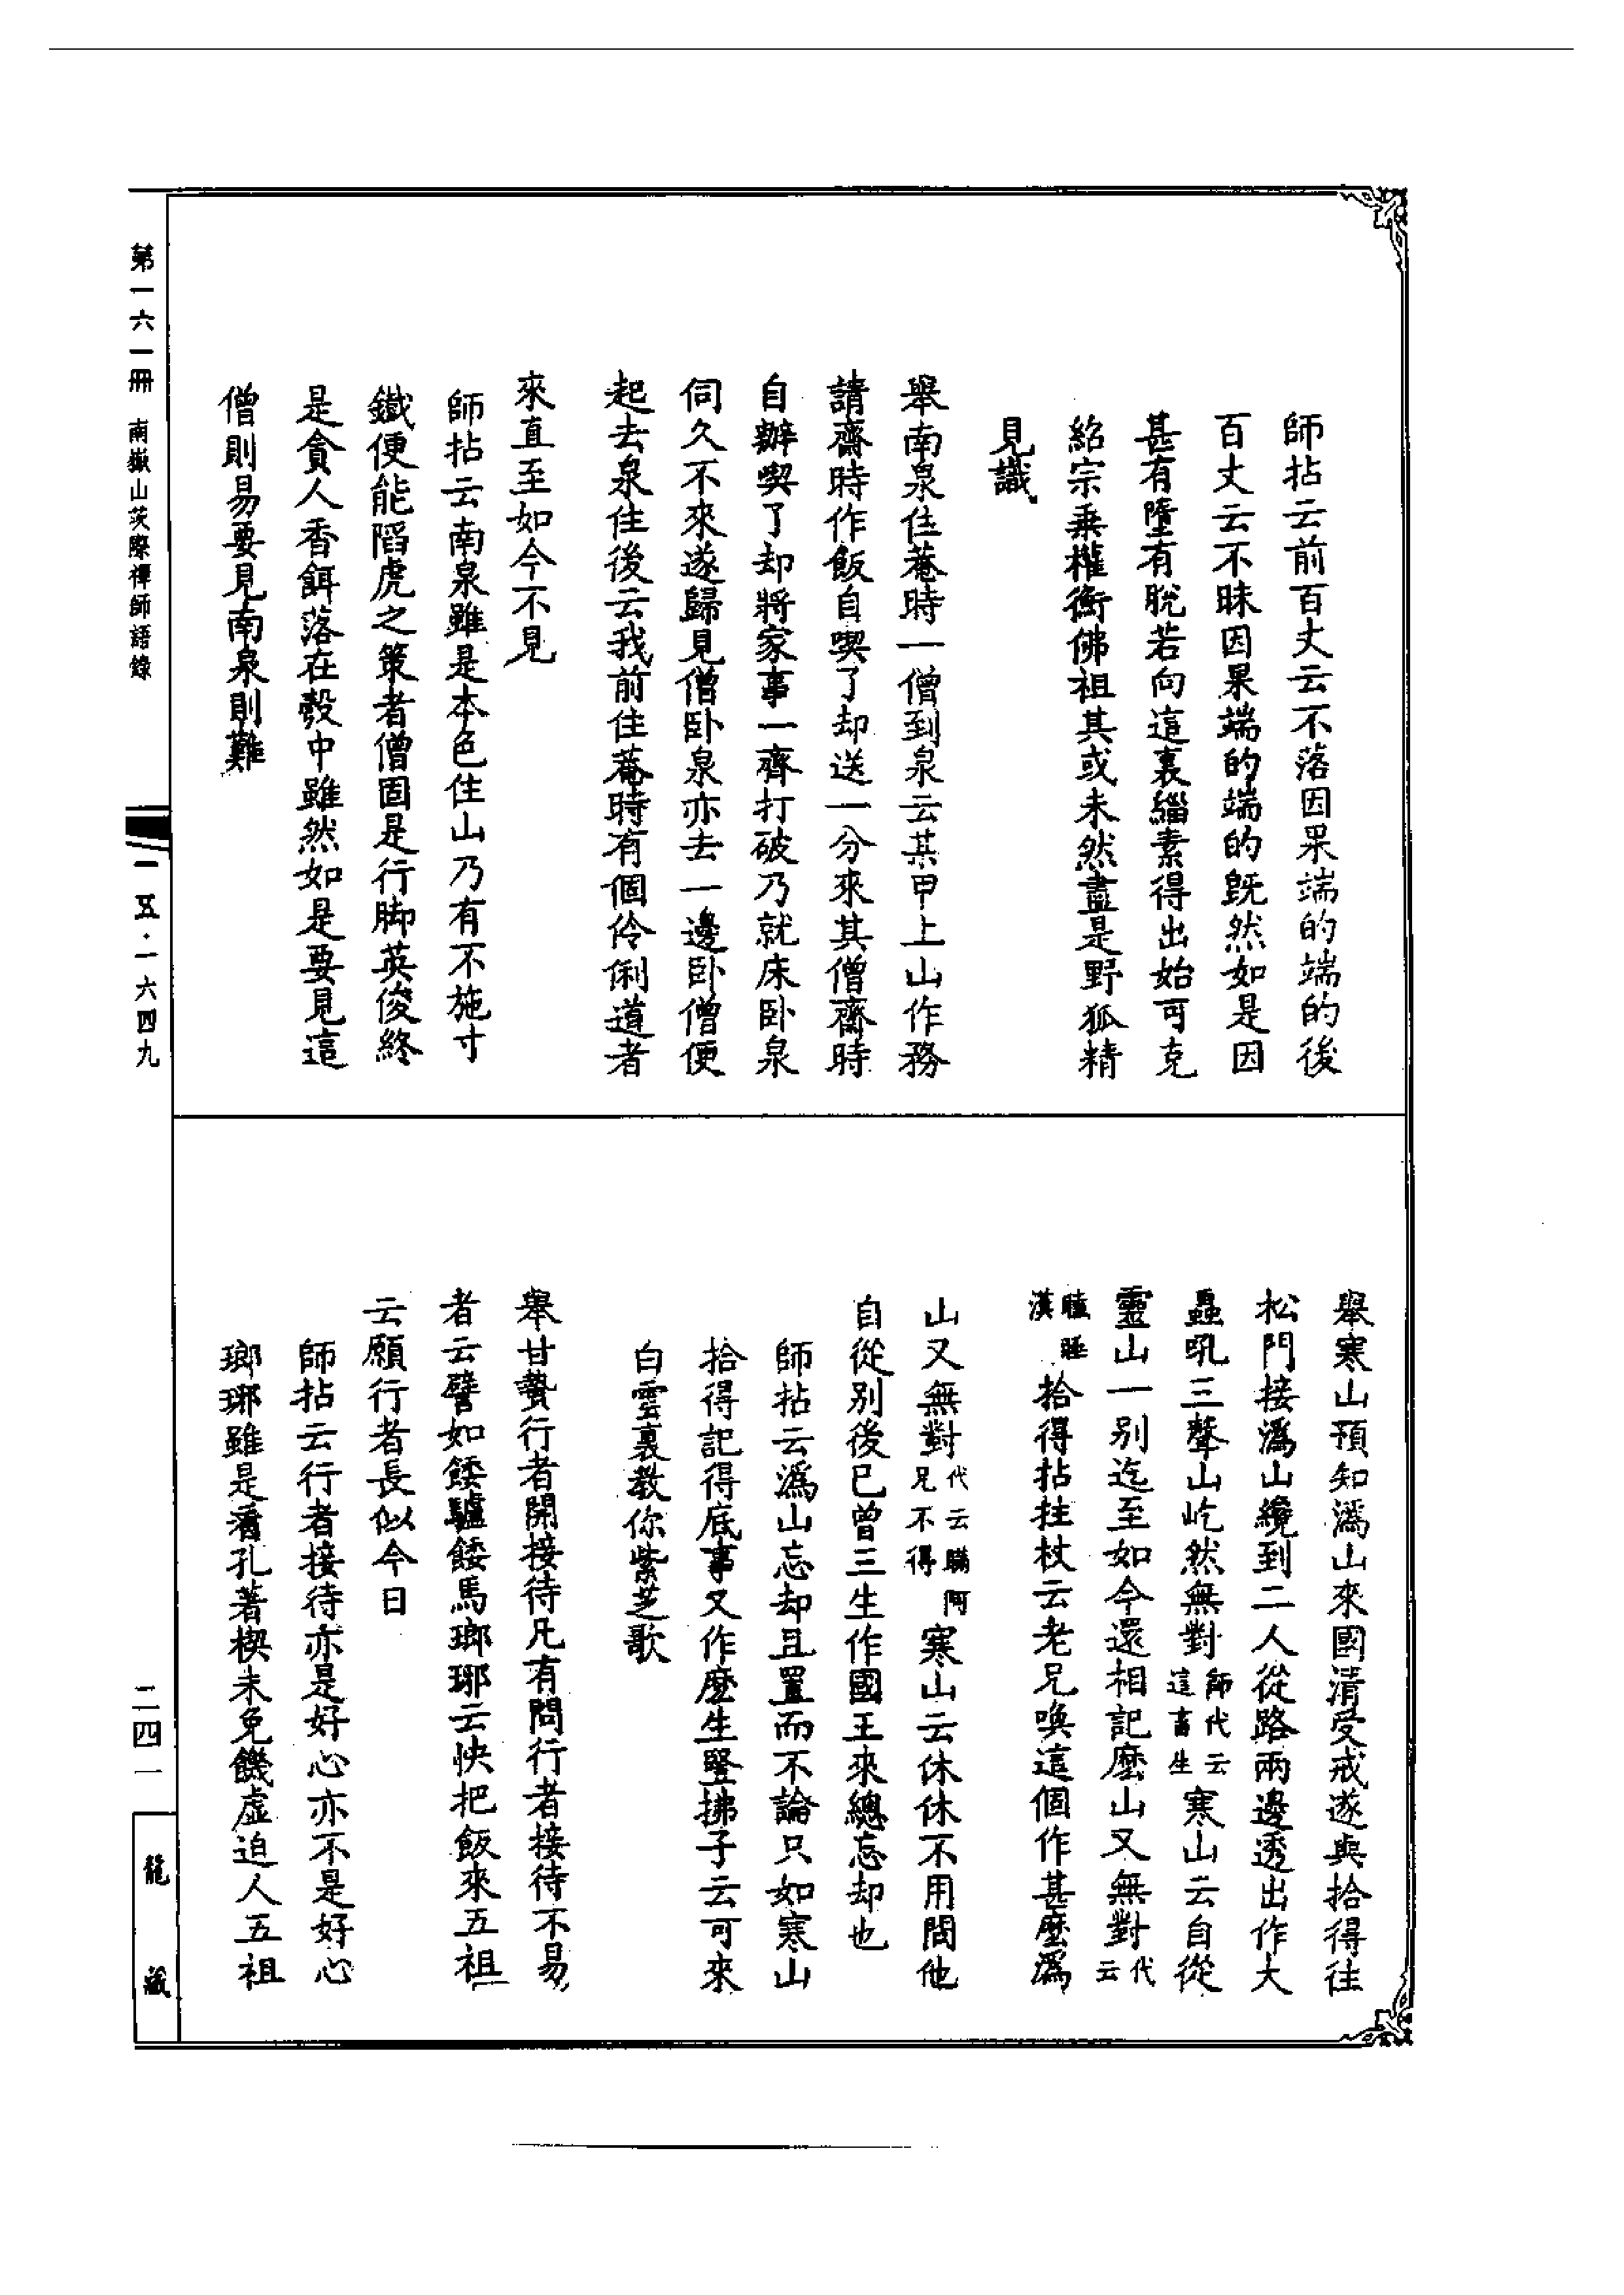 師拈云前百丈云不落因果端的端的後
百丈云不昧因果端的端的既然如是因
甚有墮有脫若向這裏緇素得出始可克
紹宗乘權衡佛祖其或未然盡是野狐精
見識
舉南泉住菴時一僧到泉云某甲上山作務
請齋時作飯自喫了却送一分來其僧齋時
自辦喫了却將家事一齊打破乃就床卧泉
伺久不來遂歸見僧卧泉亦去一邊卧僧便
起去泉住後云我前住菴時有個伶俐道者
來直至如今不見
師拈云南泉雖是本色住山乃有不施寸
鐵便能陷虎之策者僧固是行脚英俊終
是貪人香餌落在彀中雖然如是要見這
僧則易要見南泉則難
舉寒山預知溈山來國清受戒遂與拾得往
松門接溈山纔到二人從路兩邊透出作大
蟲吼三聲山屹然無對師代云這畜生寒山云自從
靈山一別迄至如今還相記麼山又無對代云
瞌睡漢拾得拈拄杖云老兄喚這個作甚麼溈
山又無對代云瞞阿兄不得寒山云休休不用問他
自從別後已曾三生作國王來總忘却也
師拈云溈山忘却且置而不論只如寒山
拾得記得底事又作麼生豎拂子云可來
白雲裏教你紫芝歌
舉甘贄行者開接待凡有問行者接待不易
者云譬如餧驢餧馬瑯琊云快把飯來五祖
云願行者長似今日
師拈云行者接待亦是好心亦不是好心
瑯琊雖是看孔著楔未免饑虛迫人五祖
第一六一冊 南嶽山茨際禪師語錄
一五·一六四九
二四一
龍藏